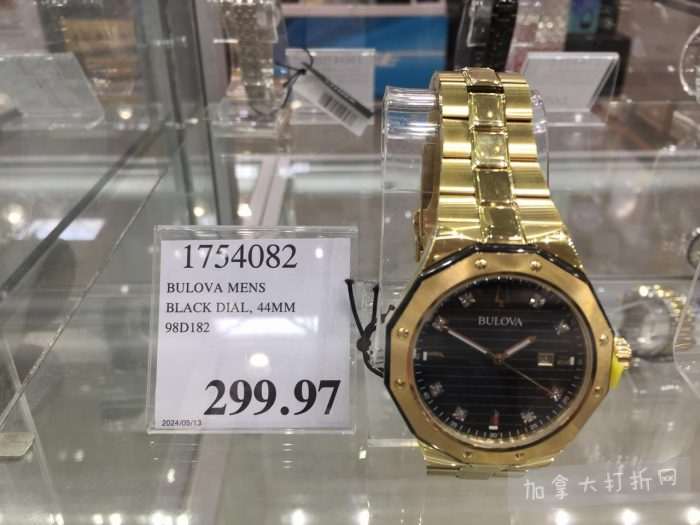 1754082
BULOVA MENS
BLACK DIAL, 44MM
98D182
299.97
2024/05/13
BULOVA
加拿大打折网